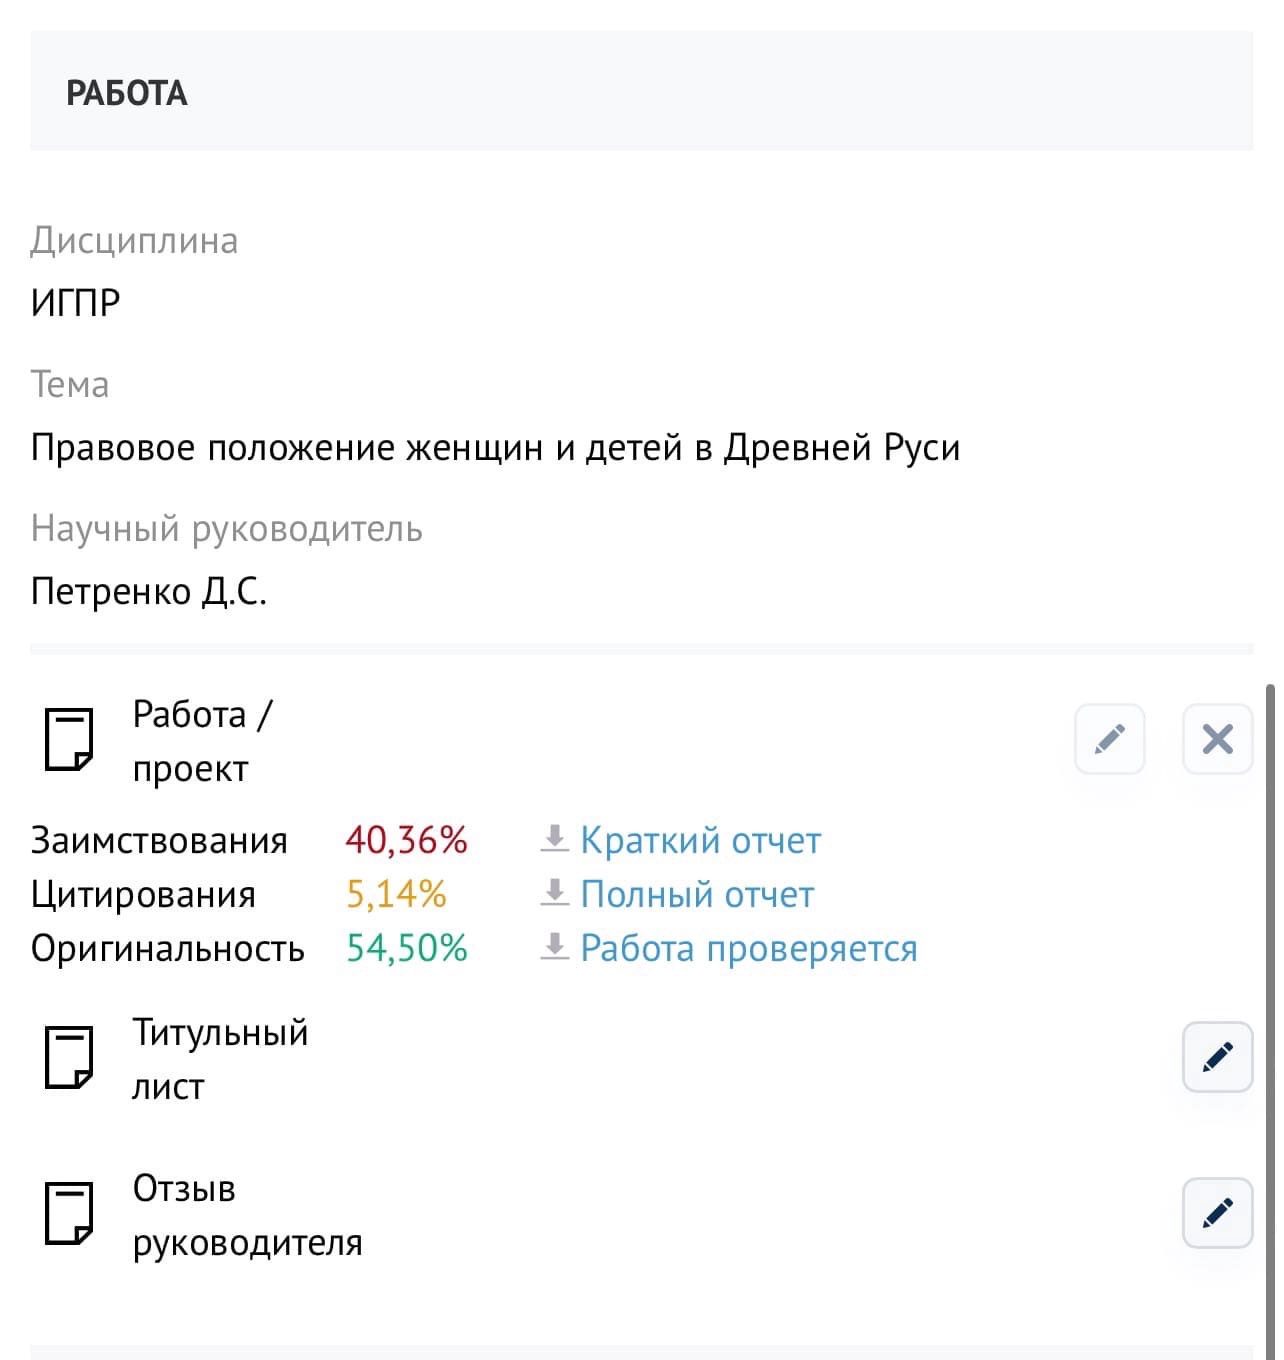 РАБОТА
Дисциплина
ИГПР
Тема
Правовое положение женщин и детей в Древней Руси
Научный руководитель
Петренко Д.С.
Работа /
проект
Заимствования 40,36% Краткий отчет
Цитирования 5,14% Полный отчет
Оригинальность 54,50% Работа проверяется
Титульный
лист
Отзыв
руководителя